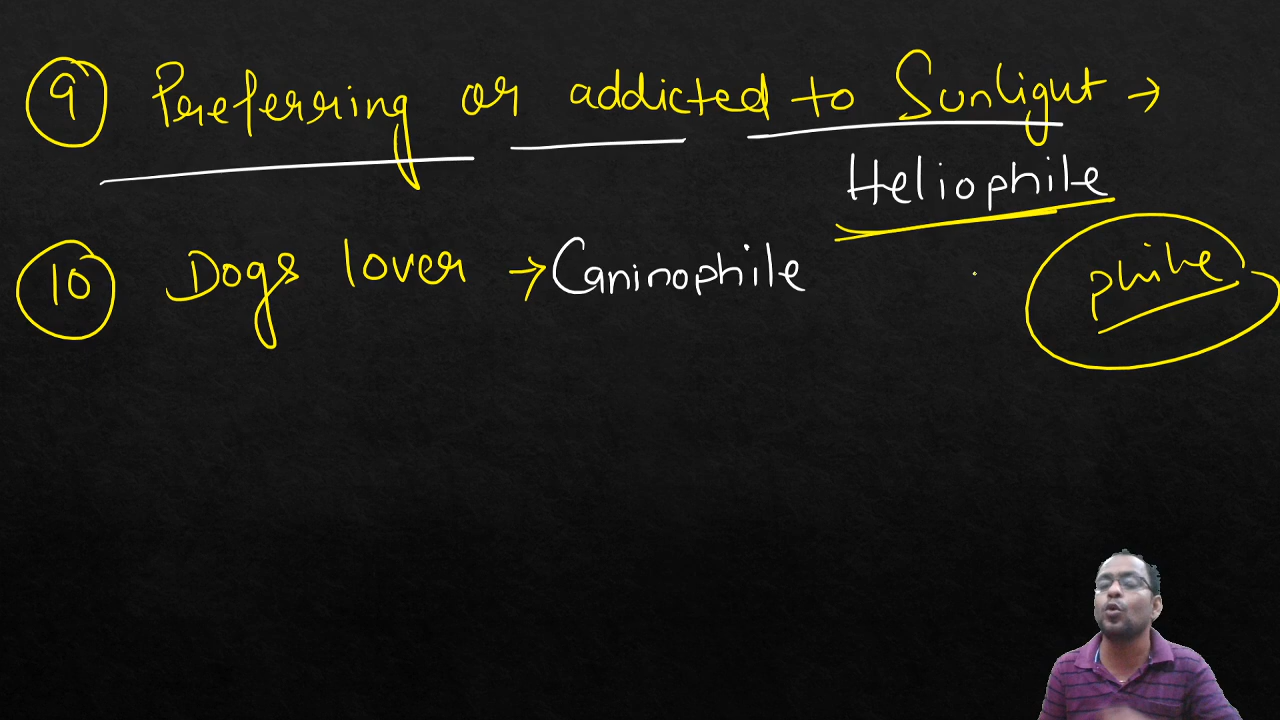 9 Preferring or addicted to Sunlight →
Heliophile
10 Dogs lover → Caninophile
phile